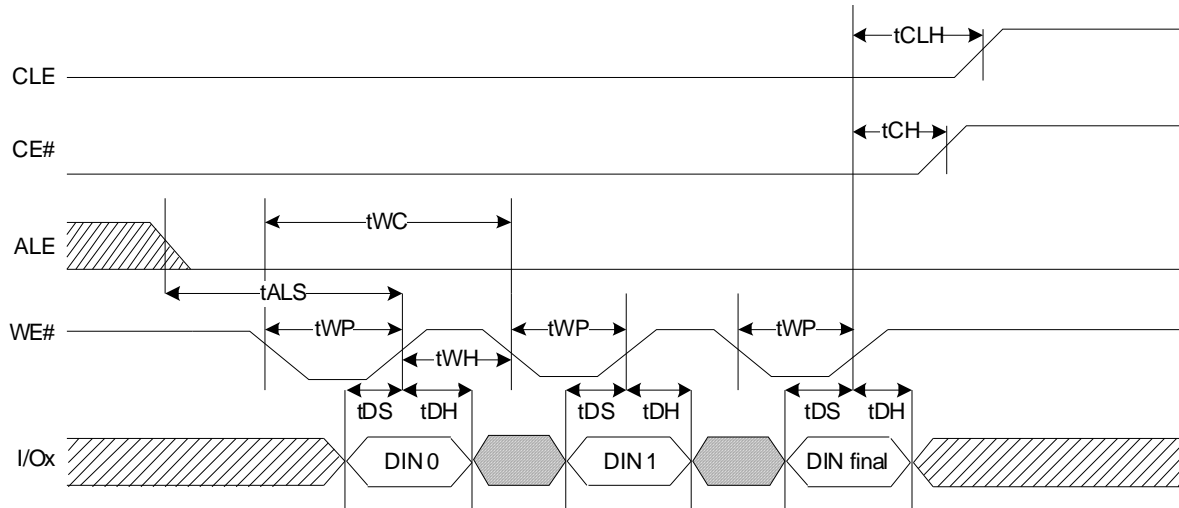 tCLH
CLE
tCH
CE#
tWC
ALE
tALS
WE#
tWP
tWP
tWP
tWH
tDS
tDH
tDS
tDH
tDS
tDH
I/Ox
DIN 0
DIN 1
DIN final